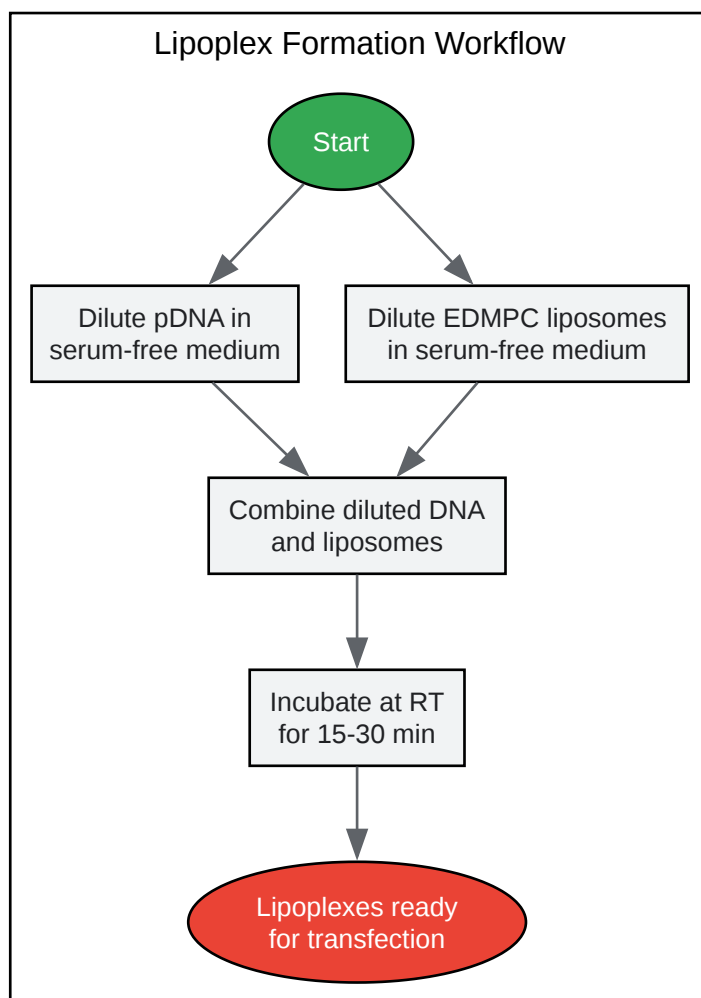 Lipoplex Formation Workflow
Start
Dilute pDNA in
serum-free medium
Dilute EDMPC liposomes
in serum-free medium
Combine diluted DNA
and liposomes
Incubate at RT
for 15-30 min
Lipoplexes ready
for transfection